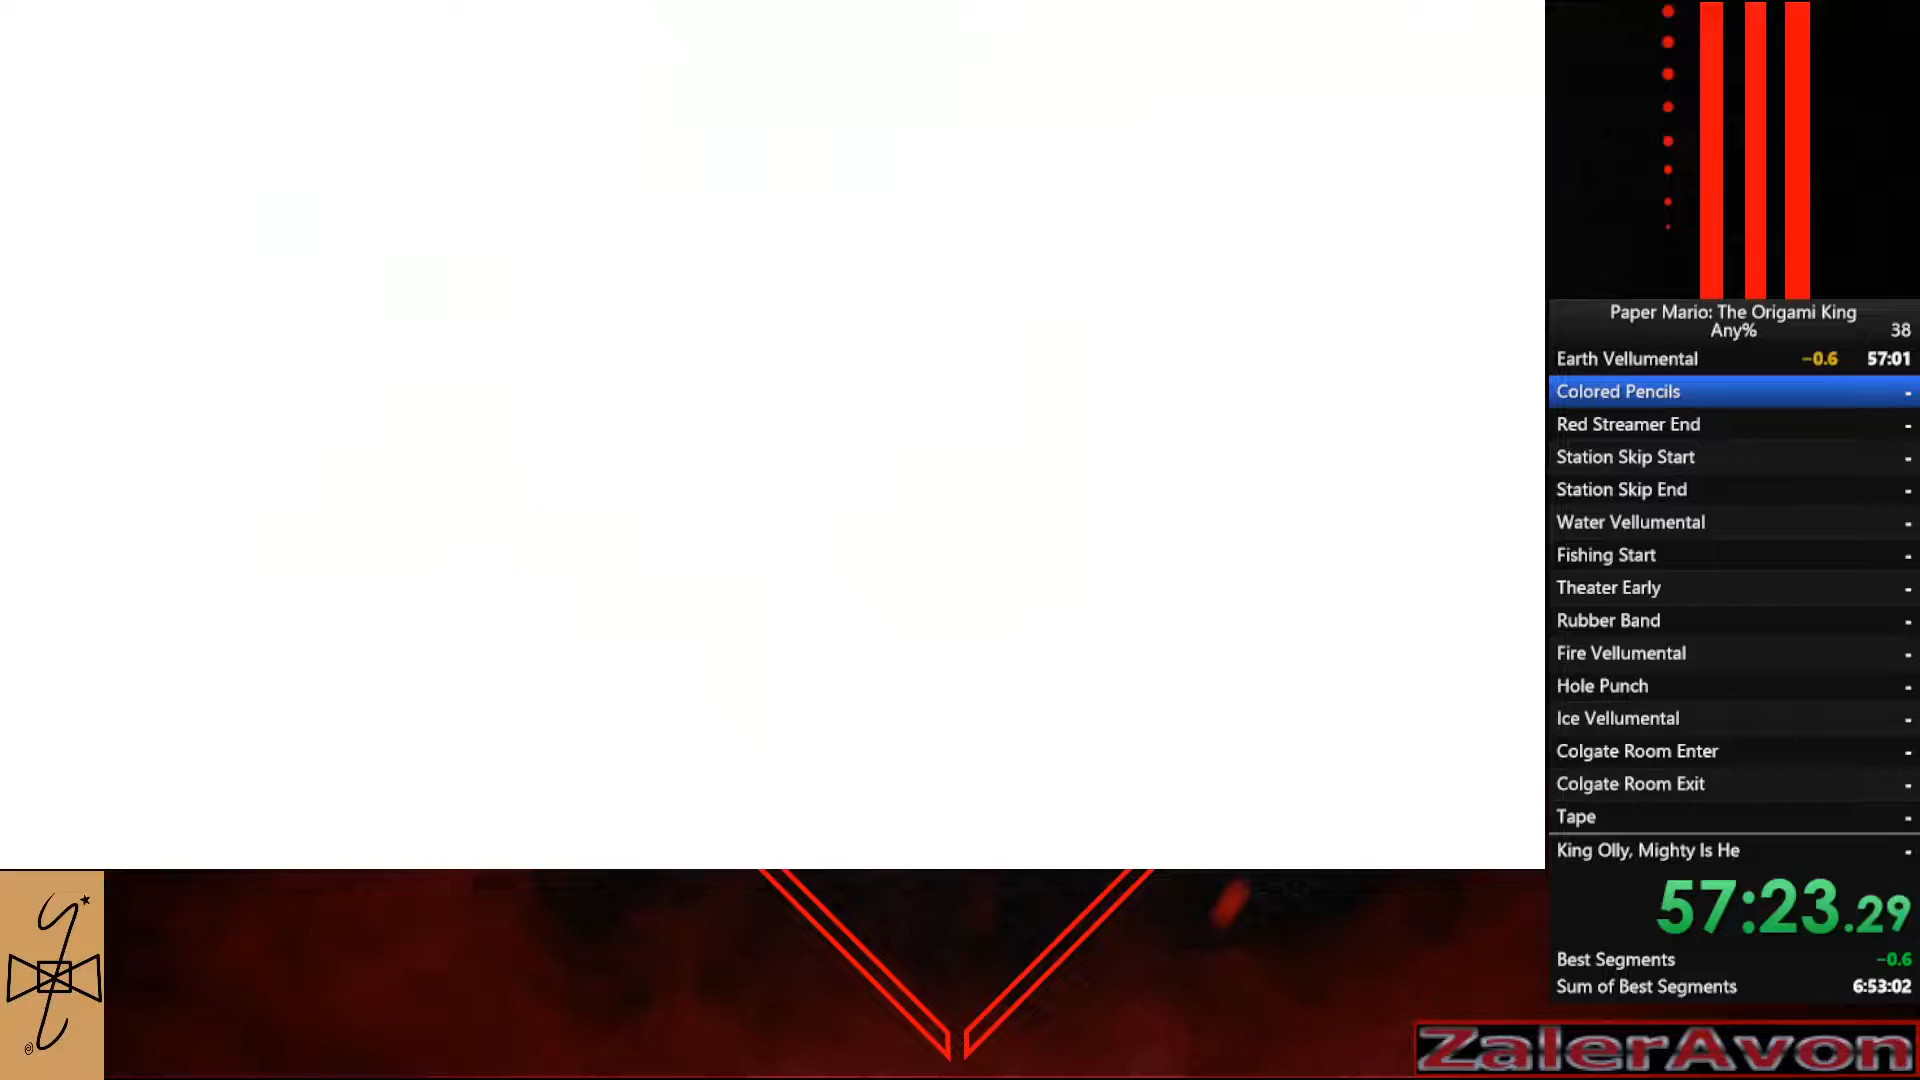 Paper Mario: The Origami King
Any% 38
Earth Vellumental −0.6 57:01
Colored Pencils -
Red Streamer End -
Station Skip Start -
Station Skip End -
Water Vellumental -
Fishing Start -
Theater Early -
Rubber Band -
Fire Vellumental -
Hole Punch -
Ice Vellumental -
Colgate Room Enter -
Colgate Room Exit -
Tape -
King Olly, Mighty Is He -
57:23.29
Best Segments −0.6
Sum of Best Segments 6:53:02
ZalerAvon